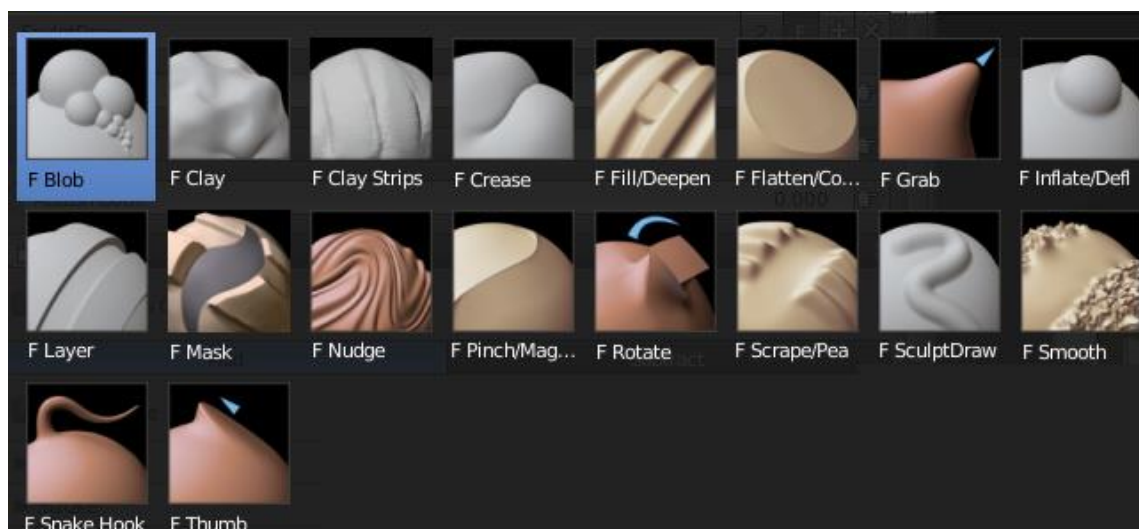 F Blob
F Clay
F Clay Strips
F Crease
F Fill/Deepen
F Flatten/Co...
F Grab
F Inflate/Defl
F Layer
F Mask
F Nudge
F Pinch/Mag...
F Rotate
F Scrape/Pea
F SculptDraw
F Smooth
F Snake Hook
F Thumb